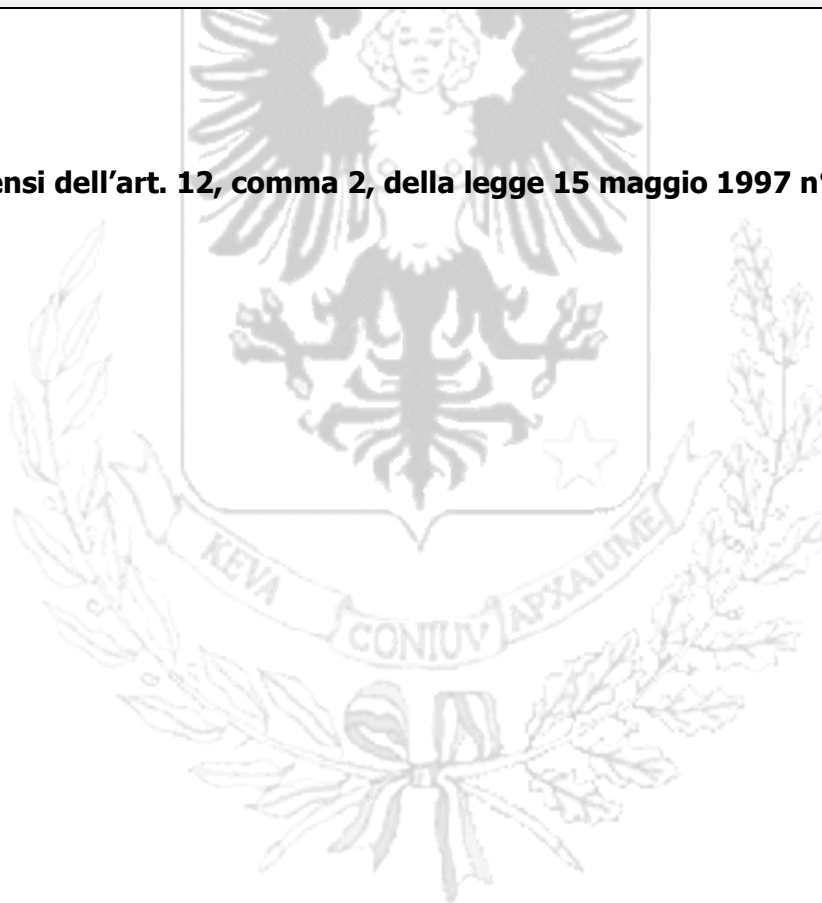 ensi dell’art. 12, comma 2, della legge 15 maggio 1997 n°
KEVA
CONIUV
APXAIUME